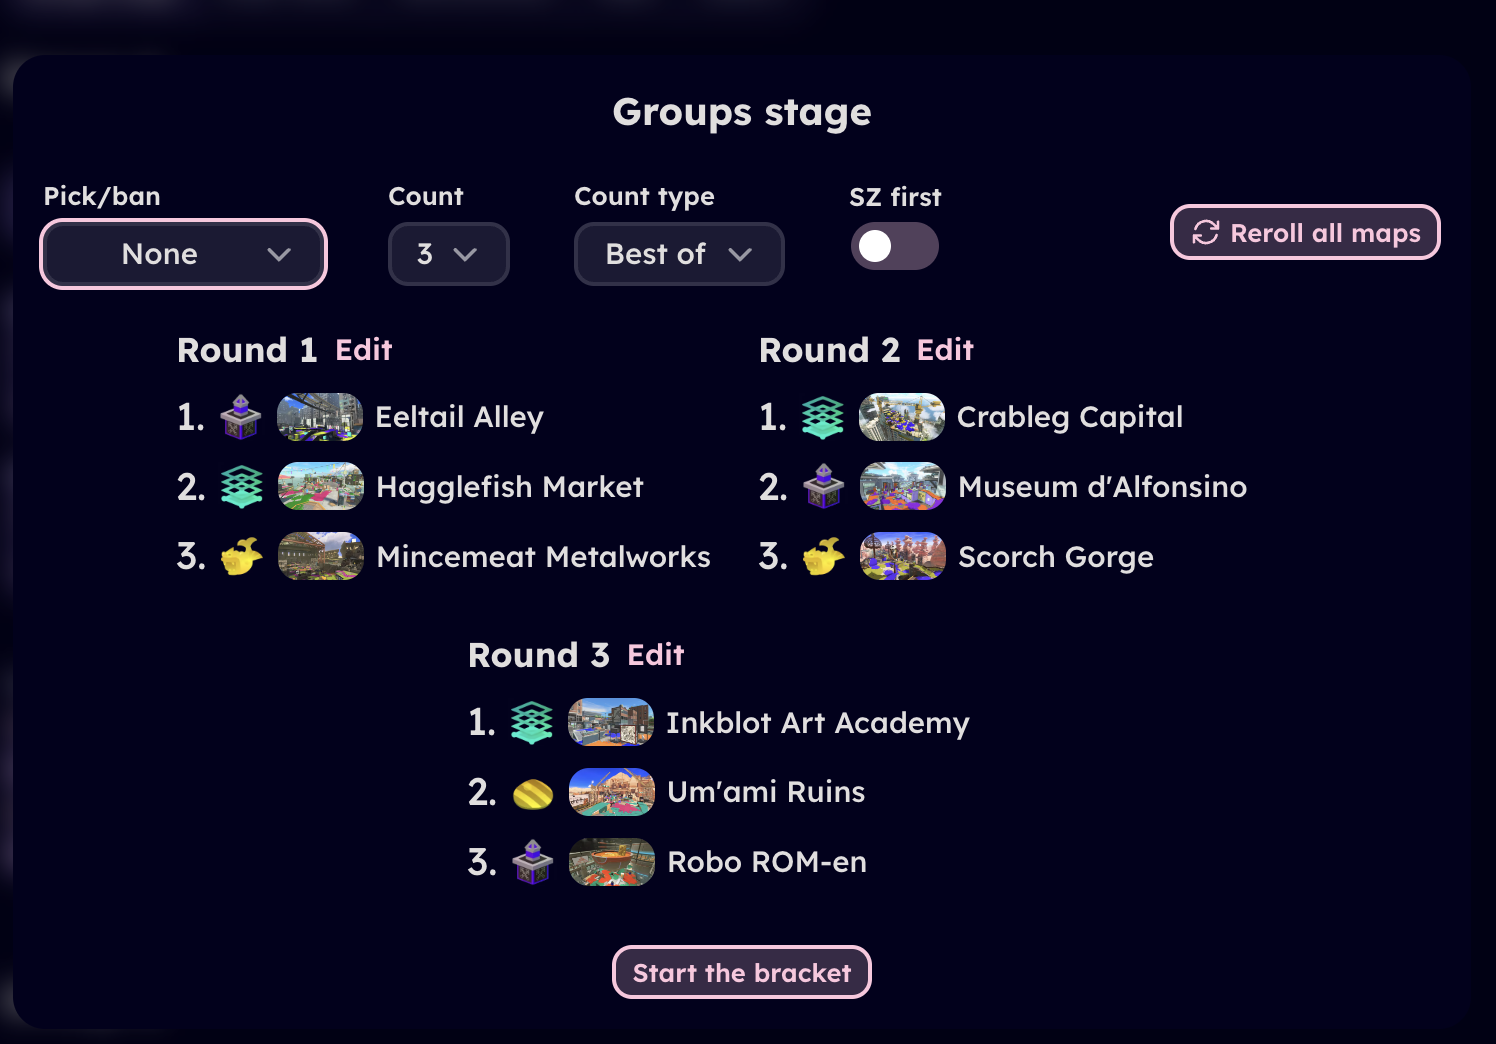 Groups stage
Pick/ban
Count
Count type
SZ first
None
3
Best of
Reroll all maps
Round 1 Edit
1. Eeltail Alley
2. Hagglefish Market
3. Mincemeat Metalworks
Round 2 Edit
1. Crableg Capital
2. Museum d'Alfonsino
3. Scorch Gorge
Round 3 Edit
1. Inkblot Art Academy
2. Um'ami Ruins
3. Robo ROM-en
Start the bracket